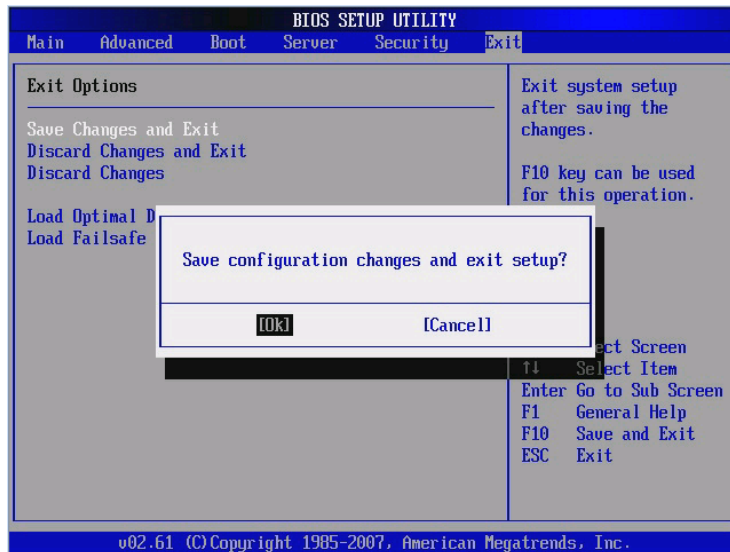 BIOS SETUP UTILITY
Main Advanced Boot Server Security Exit
Exit Options
Save Changes and Exit
Discard Changes and Exit
Discard Changes
Load Optimal D
Load Failsafe
Save configuration changes and exit setup?
[Ok] [Cancel]
Exit system setup
after saving the
changes.
F10 key can be used
for this operation.
ect Screen
↑↓ Select Item
Enter Go to Sub Screen
F1 General Help
F10 Save and Exit
ESC Exit
v02.61 (C)Copyright 1985-2007, American Megatrends, Inc.